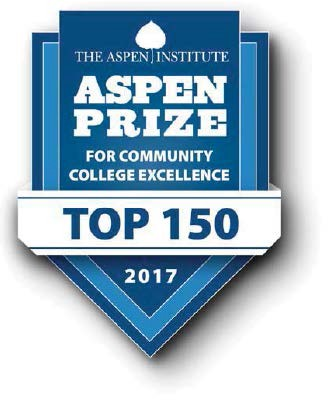 THE ASPEN INSTITUTE
ASPEN
PRIZE
FOR COMMUNITY
COLLEGE EXCELLENCE
TOP 150
2017